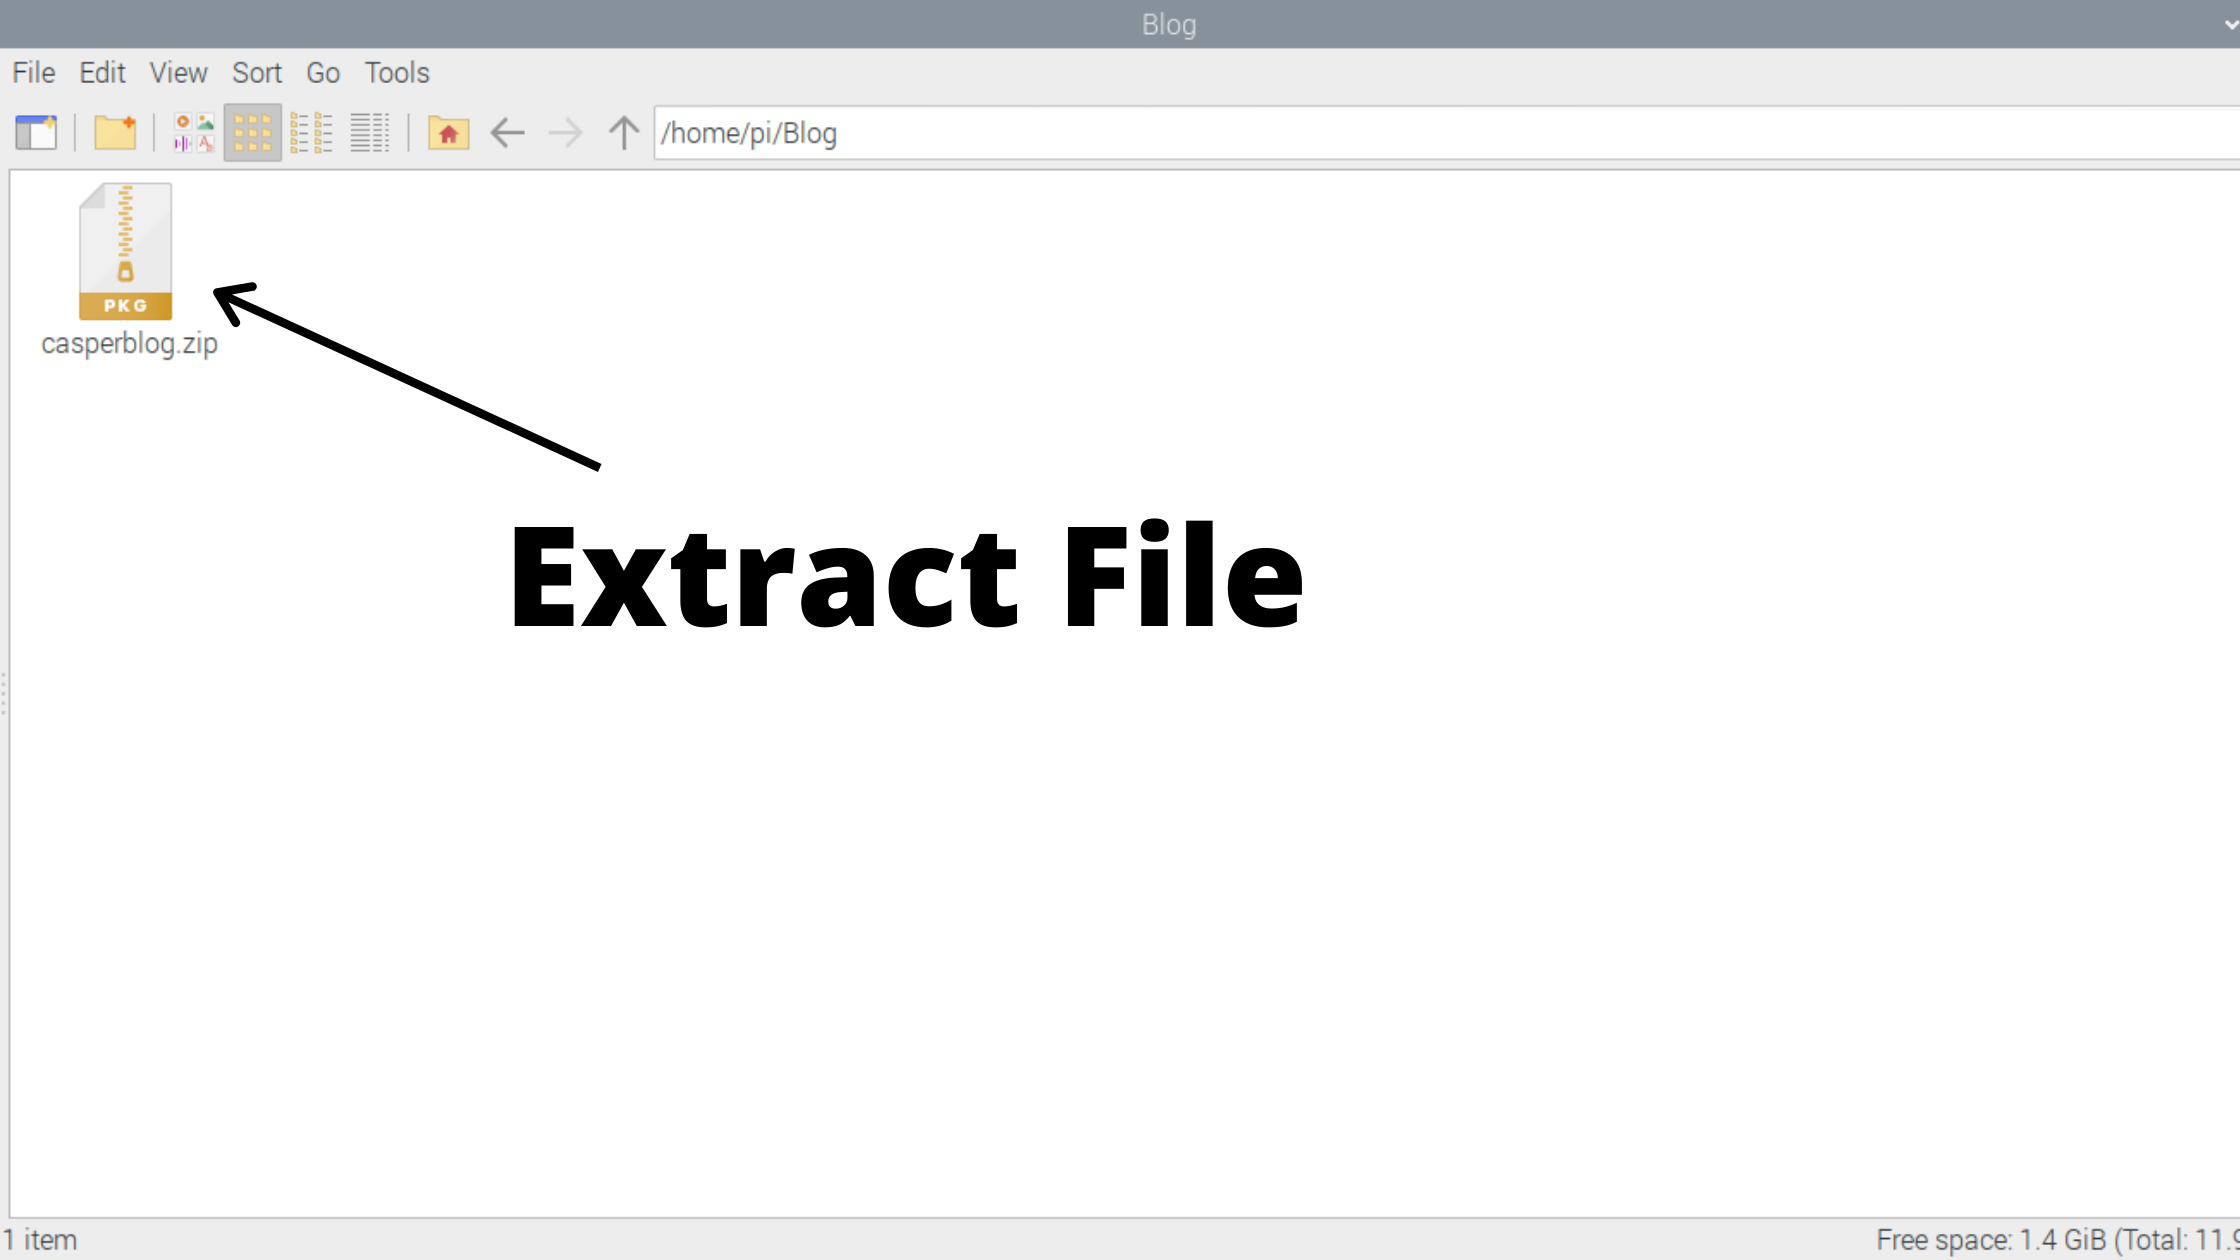 Blog
File Edit View Sort Go Tools
/home/pi/Blog
PKG
casperblog.zip
Extract File
1 item
Free space: 1.4 GiB (Total: 11.9